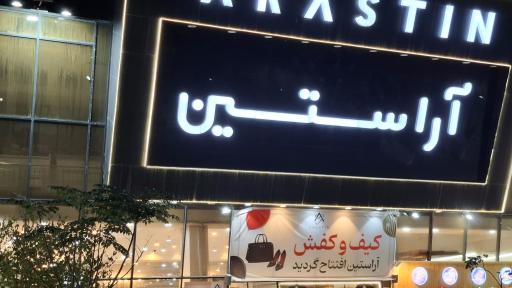 ARASTIN
آراستین
کیف و کفش
آراستین افتتاح گردید